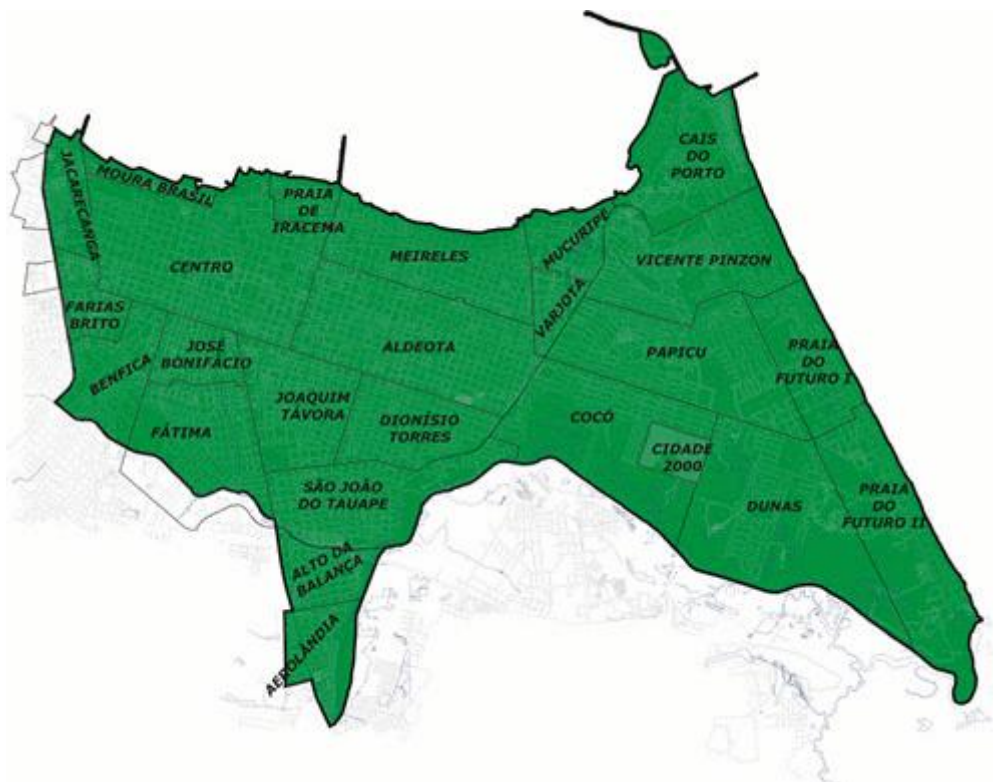 CAIS
DO
PORTO
JACARECANGA
MOURA BRASIL
PRAIA
DE
IRACEMA
MUCURIPE
MEIRELES
VICENTE PINZON
CENTRO
VARJOTA
FARIAS
BRITO
JOSÉ
BONIFÁCIO
ALDEOTA
PAPICU
PRAIA
DO
FUTURO I
BENFICA
JOAQUIM
TÁVORA
DIONÍSIO
TORRES
COCÓ
FÁTIMA
CIDADE
2000
SÃO JOÃO
DO TAUAPE
DUNAS
PRAIA
DO
FUTURO II
ALTO DA
BALANÇA
AEROLÂNDIA